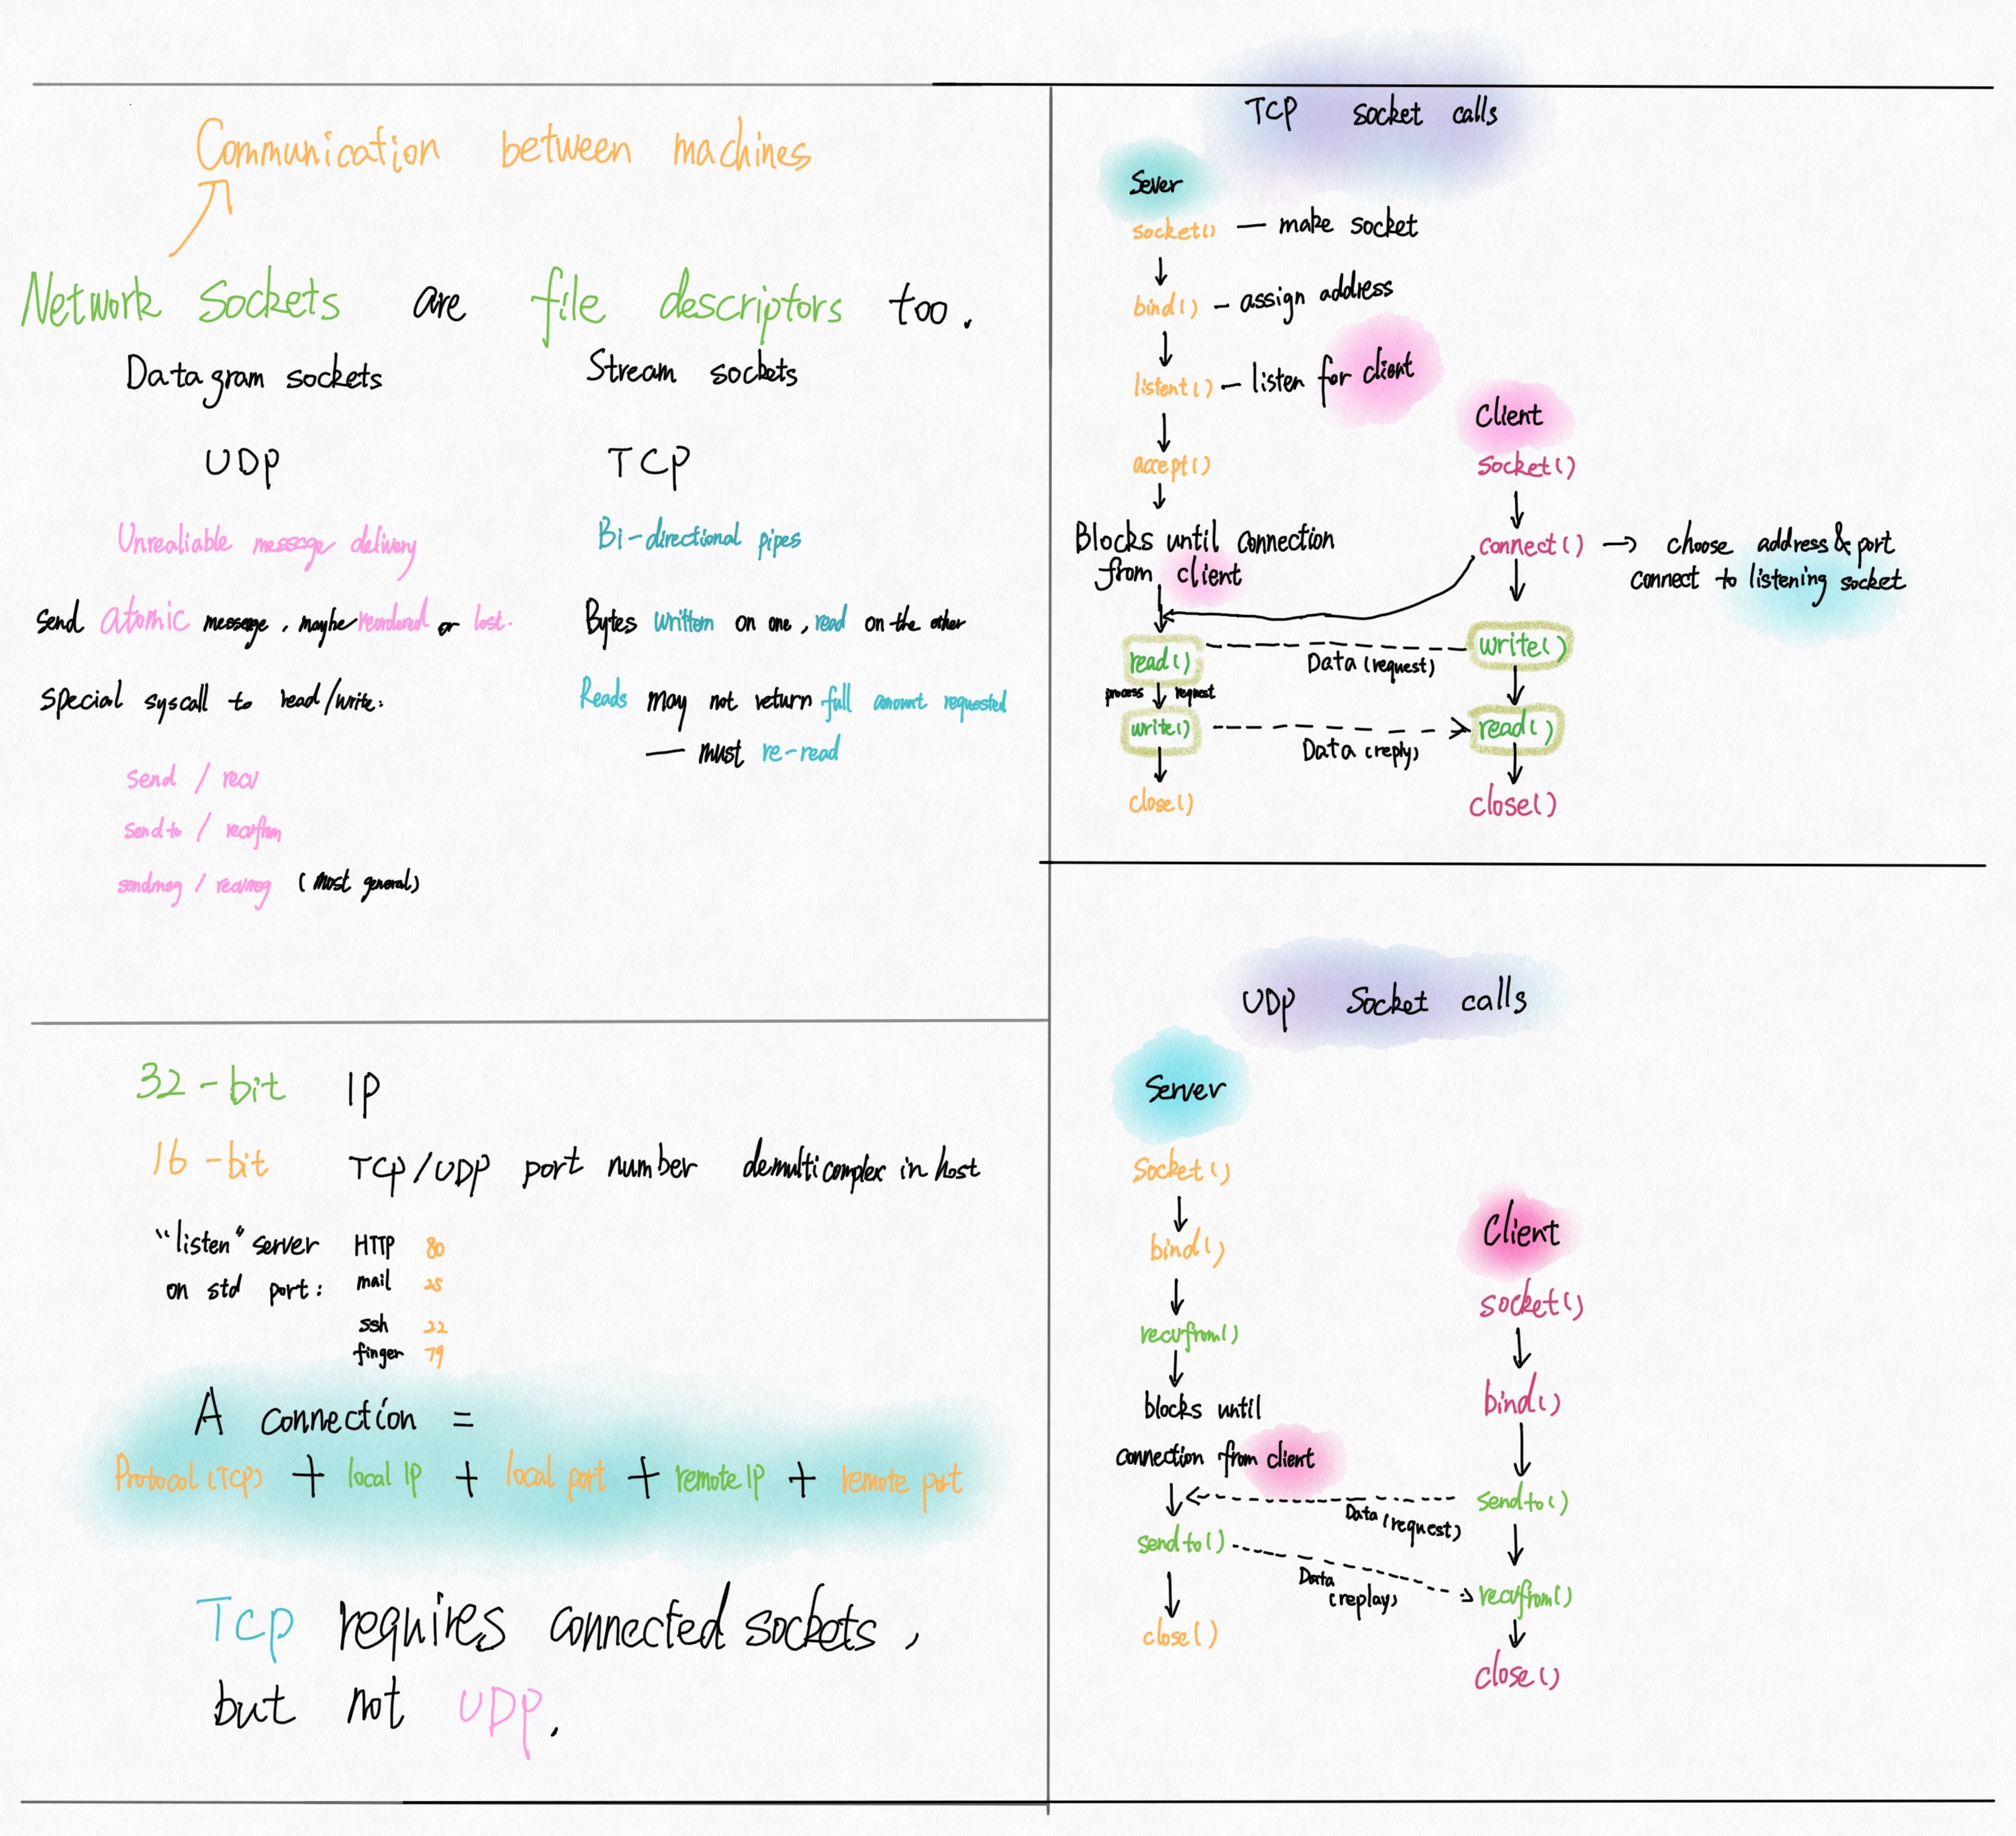 Communication between machines
Network Sockets are file descriptors too.
Datagram sockets
UDP
Unrealiable message delivery
Send atomic message, maybe reordered or lost.
Special syscall to read/write:
send / recv
sendto / recvfrom
sendmsg / recvmsg (most general)
Stream sockets
TCP
Bi-directional pipes
Bytes written on one, read on the other
Reads may not return full amount requested
— must re-read
TCP socket calls
Sever
socket() — make socket
bind() — assign address
listent() — listen for client
accept()
Blocks until connection
from client
read()
process request
write()
close()
Client
socket()
connect() → choose address & port
connect to listening socket
write()
Data (request)
read()
Data (reply)
close()
32-bit IP
16-bit TCP/UDP port number demulticomplex in host
"listen" server
on std port:
HTTP 80
mail 25
ssh 22
finger 79
A connection =
Protocol (TCP) + local IP + local port + remote IP + remote port
Tcp requires connected sockets,
but not UDP.
UDP Socket calls
Server
Socket()
bind()
recvfrom()
blocks until
connection from client
sendto()
close()
Client
socket()
bind()
sendto()
Data (request)
Data
(replay)
recvfrom()
close()